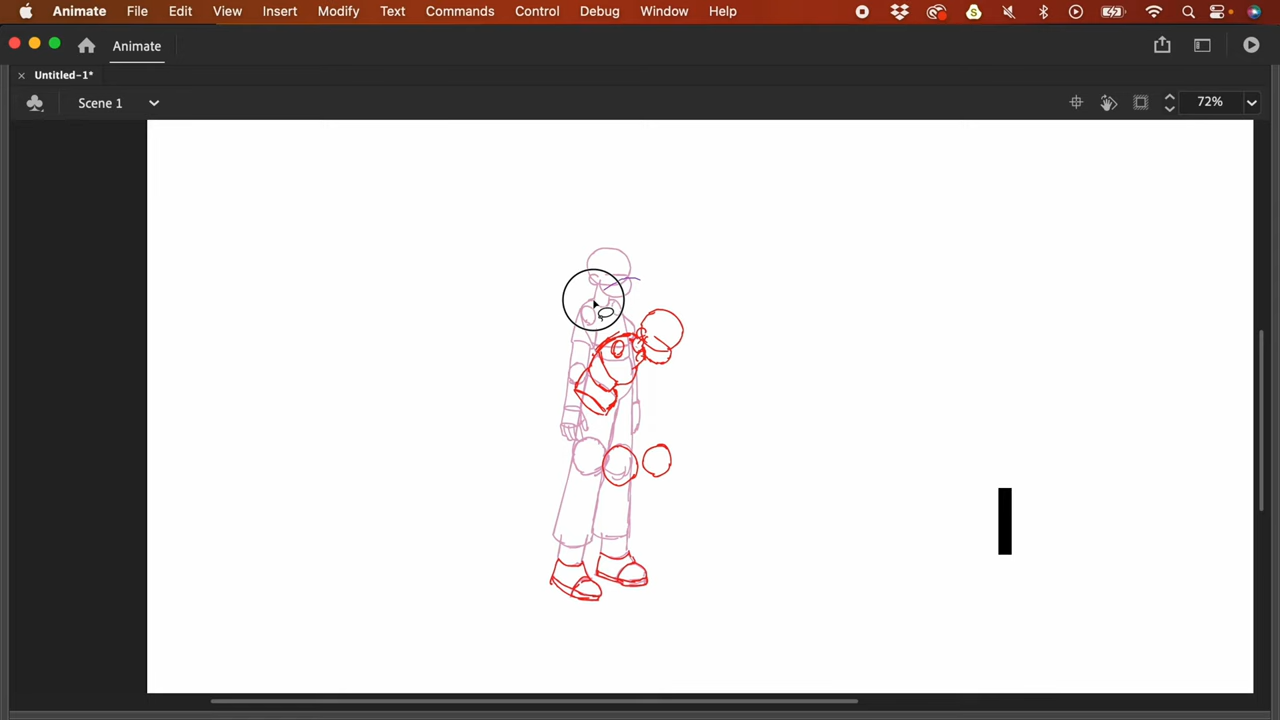 Animate File Edit View Insert Modify Text Commands Control Debug Window Help
Animate
Untitled-1*
Scene 1 72%